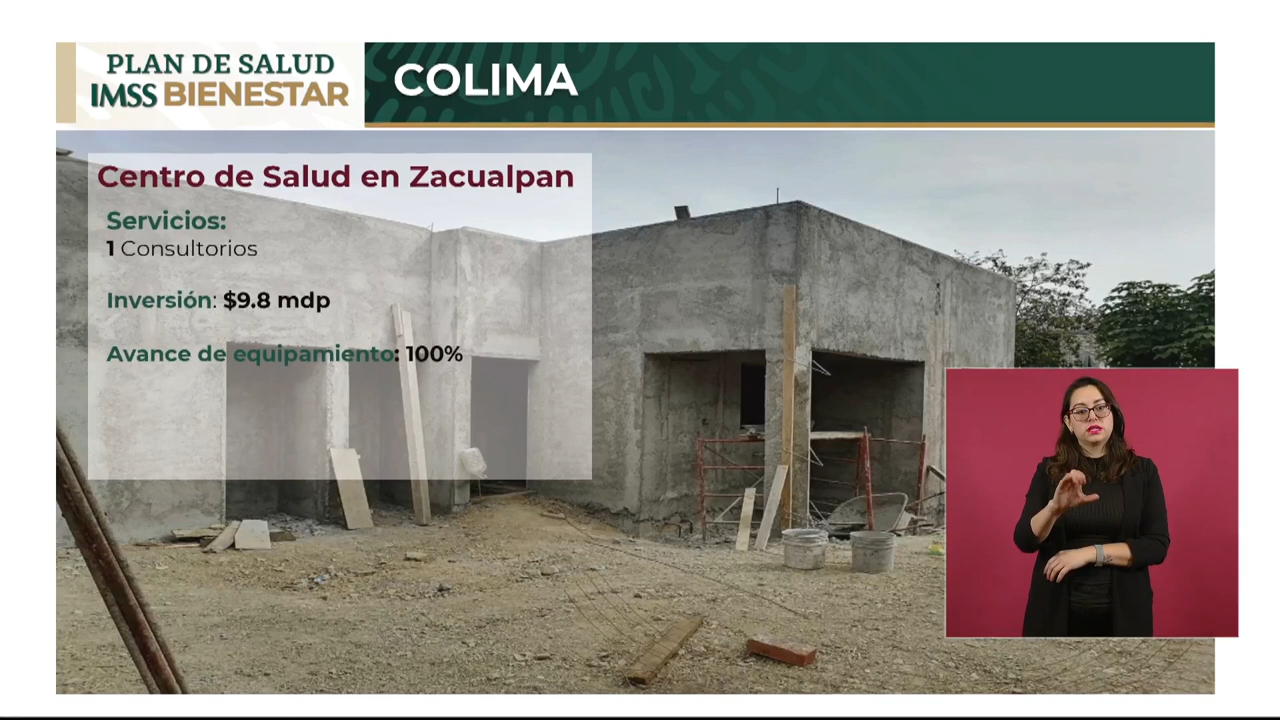 PLAN DE SALUD
IMSS BIENESTAR
COLIMA
Centro de Salud en Zacualpan
Servicios:
1 Consultorios
Inversión: $9.8 mdp
Avance de equipamiento: 100%